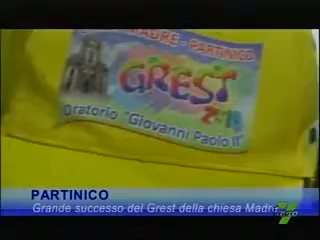 MADRE - PARTINICO
GREST
Oratorio "Giovanni Paolo II"
PARTINICO
Grande successo del Grest della chiesa Madre